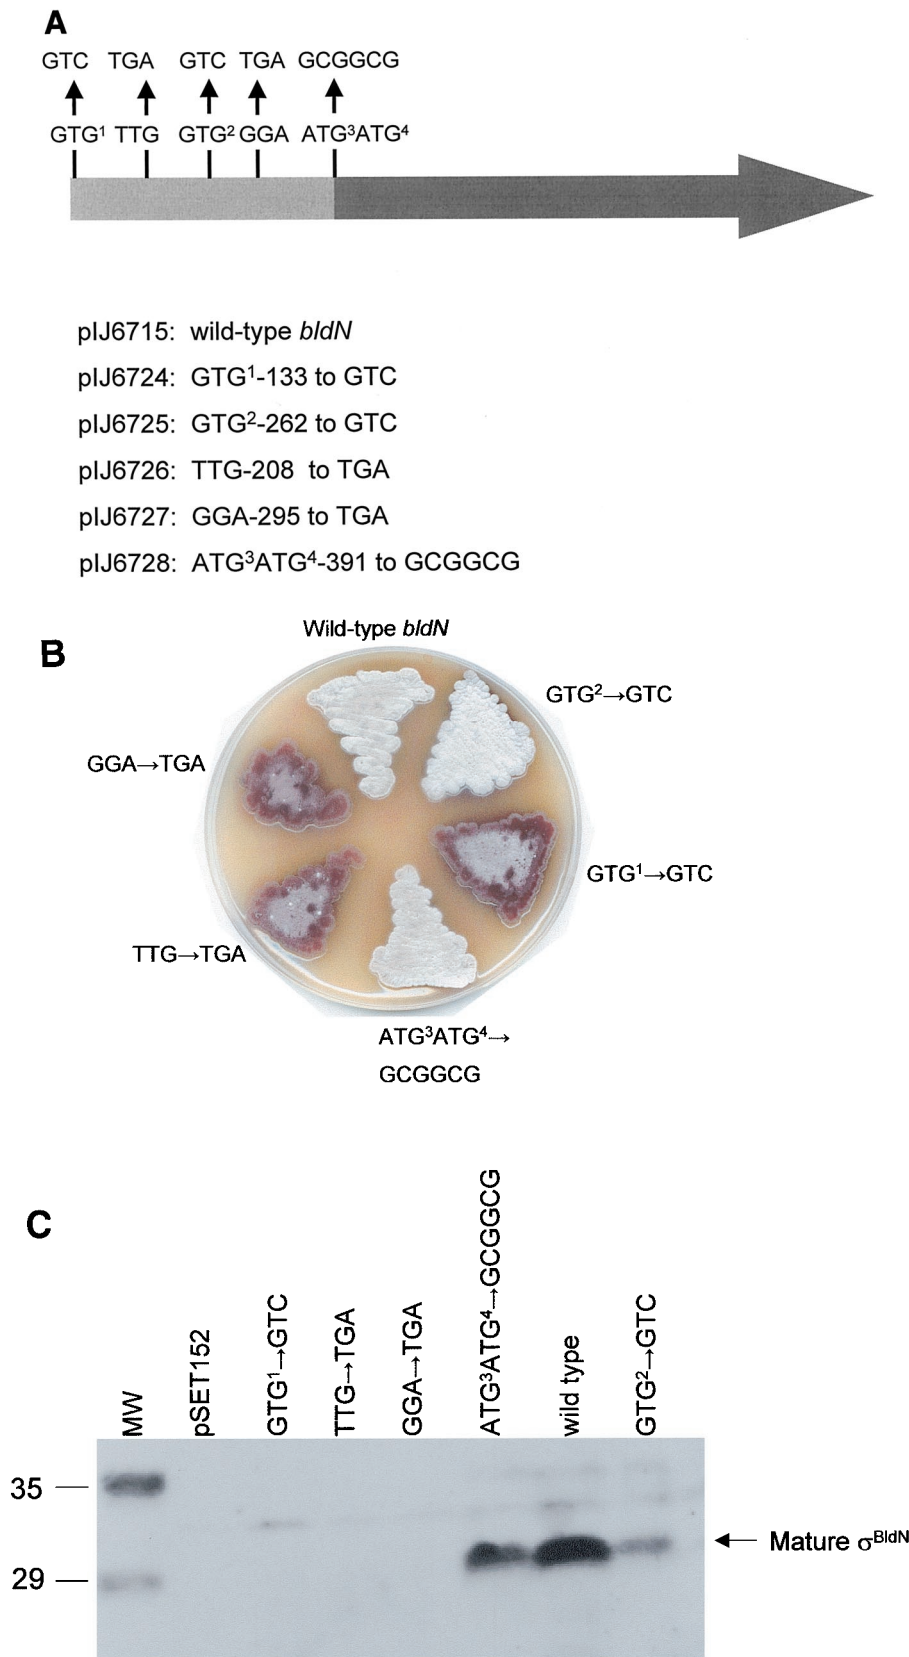 A
GTC TGA GTC TGA GCGGCG
GTG¹ TTG GTG² GGA ATG³ATG⁴
pIJ6715: wild-type bldN
pIJ6724: GTG¹-133 to GTC
pIJ6725: GTG²-262 to GTC
pIJ6726: TTG-208 to TGA
pIJ6727: GGA-295 to TGA
pIJ6728: ATG³ATG⁴-391 to GCGGCG
B
Wild-type bldN
GTG²→GTC
GGA→TGA
GTG¹→GTC
TTG→TGA
ATG³ATG⁴→
GCGGCG
C
MW
pSET152
GTG¹→GTC
TTG→TGA
GGA→TGA
ATG³ATG⁴→GCGGCG
wild type
GTG²→GTC
35
29
Mature σᴮˡᵈᴺ